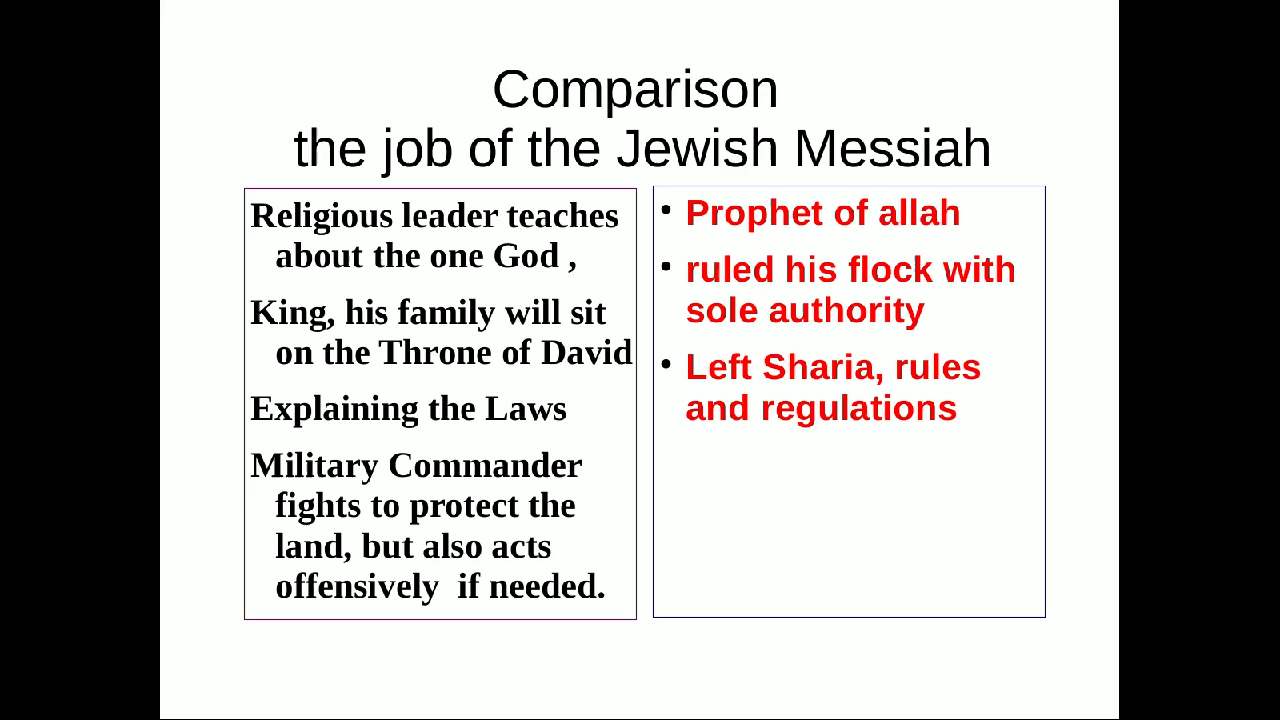 Comparison
the job of the Jewish Messiah
Religious leader teaches
about the one God ,
King, his family will sit
on the Throne of David
Explaining the Laws
Military Commander
fights to protect the
land, but also acts
offensively  if needed.
• Prophet of allah
• ruled his flock with
sole authority
• Left Sharia, rules
and regulations